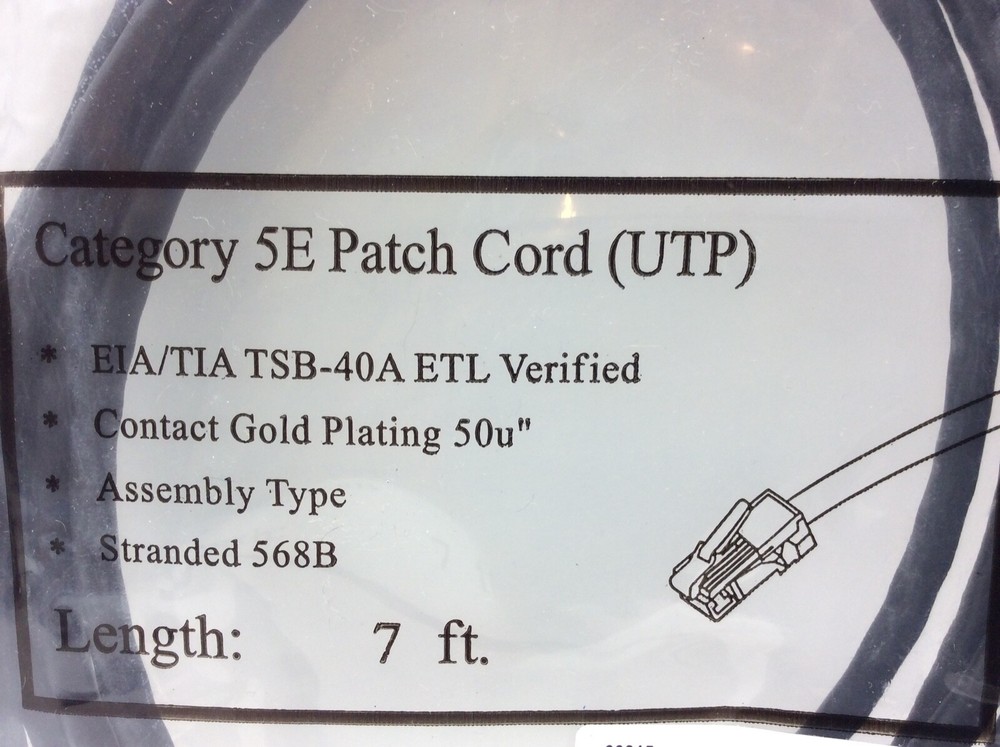 Category 5E Patch Cord (UTP)
* EIA/TIA TSB-40A ETL Verified
* Contact Gold Plating 50u"
* Assembly Type
* Stranded 568B
Length: 7 ft.